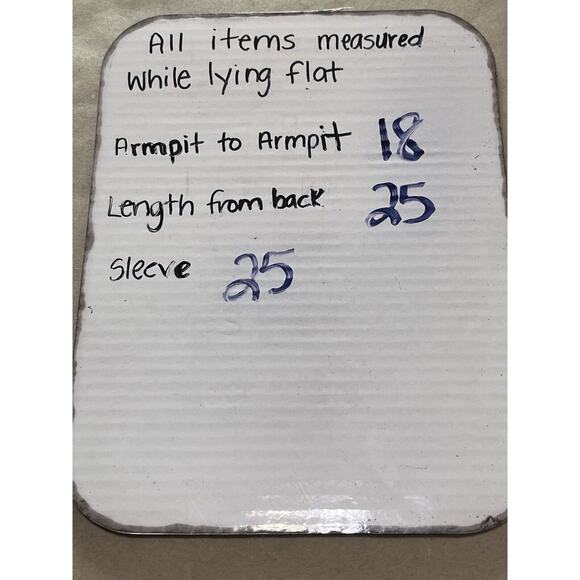 All items measured
while lying flat
Armpit to Armpit 18
Length from back 25
Sleeve 25